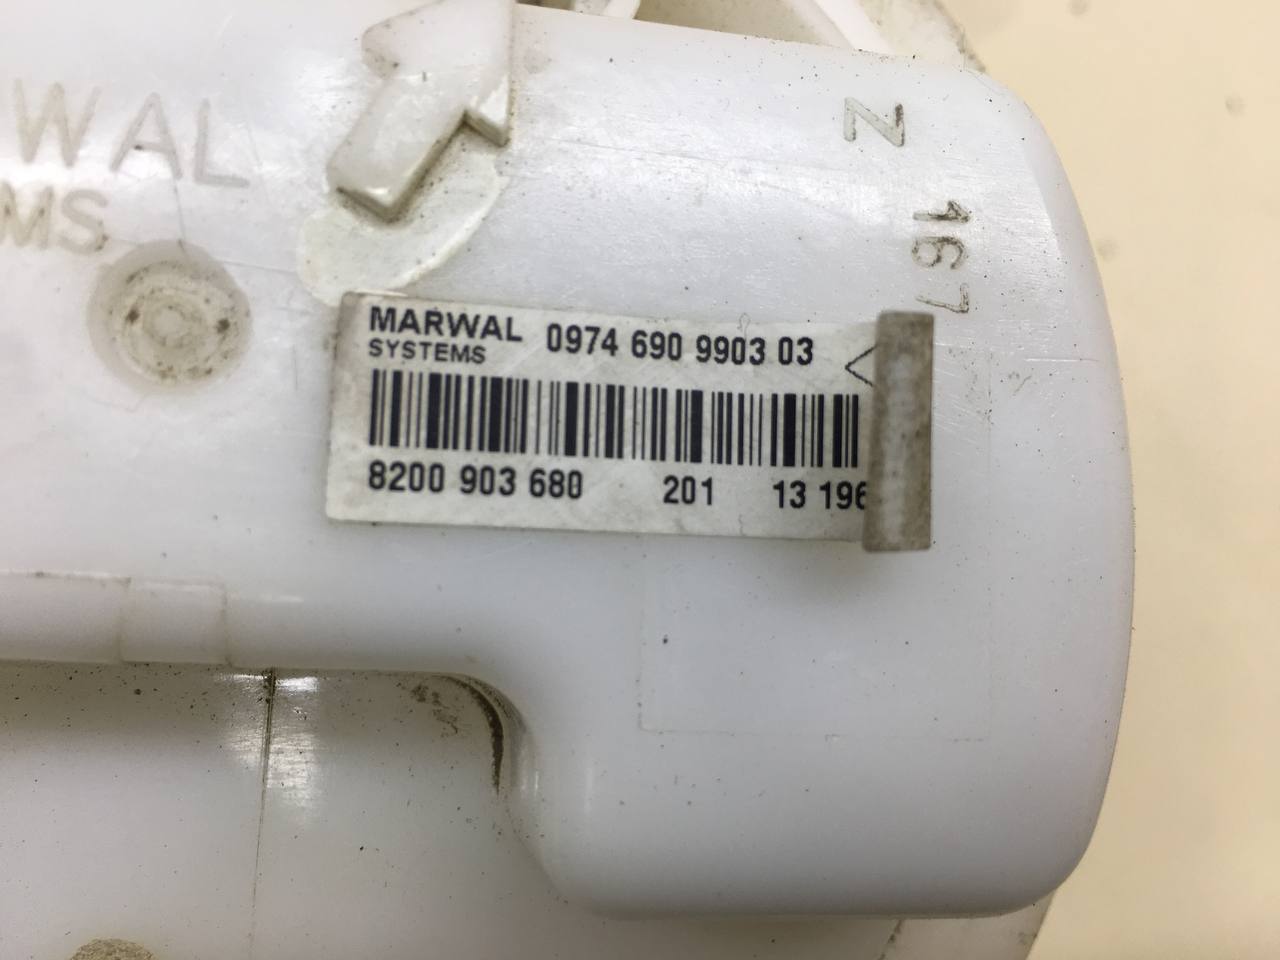 WAL
MS
Z 167
MARWAL 0974 690 9903 03
SYSTEMS
8200 903 680 201 13 196